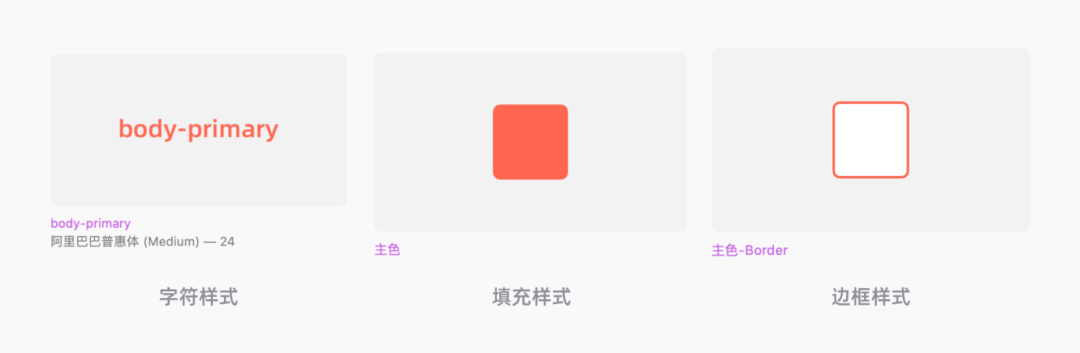 body-primary
body-primary
阿里巴巴普惠体 (Medium) — 24
字符样式
主色
填充样式
主色-Border
边框样式